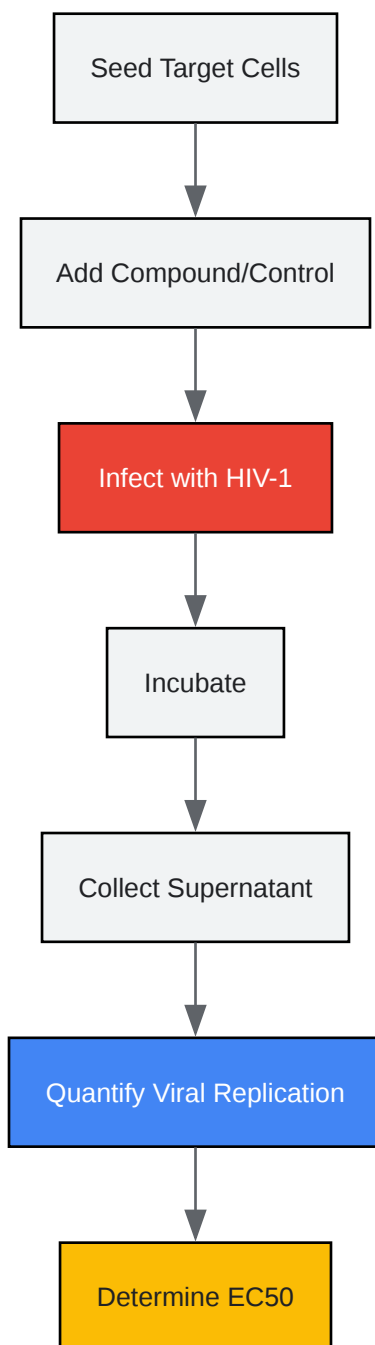 Seed Target Cells
Add Compound/Control
Infect with HIV-1
Incubate
Collect Supernatant
Quantify Viral Replication
Determine EC50